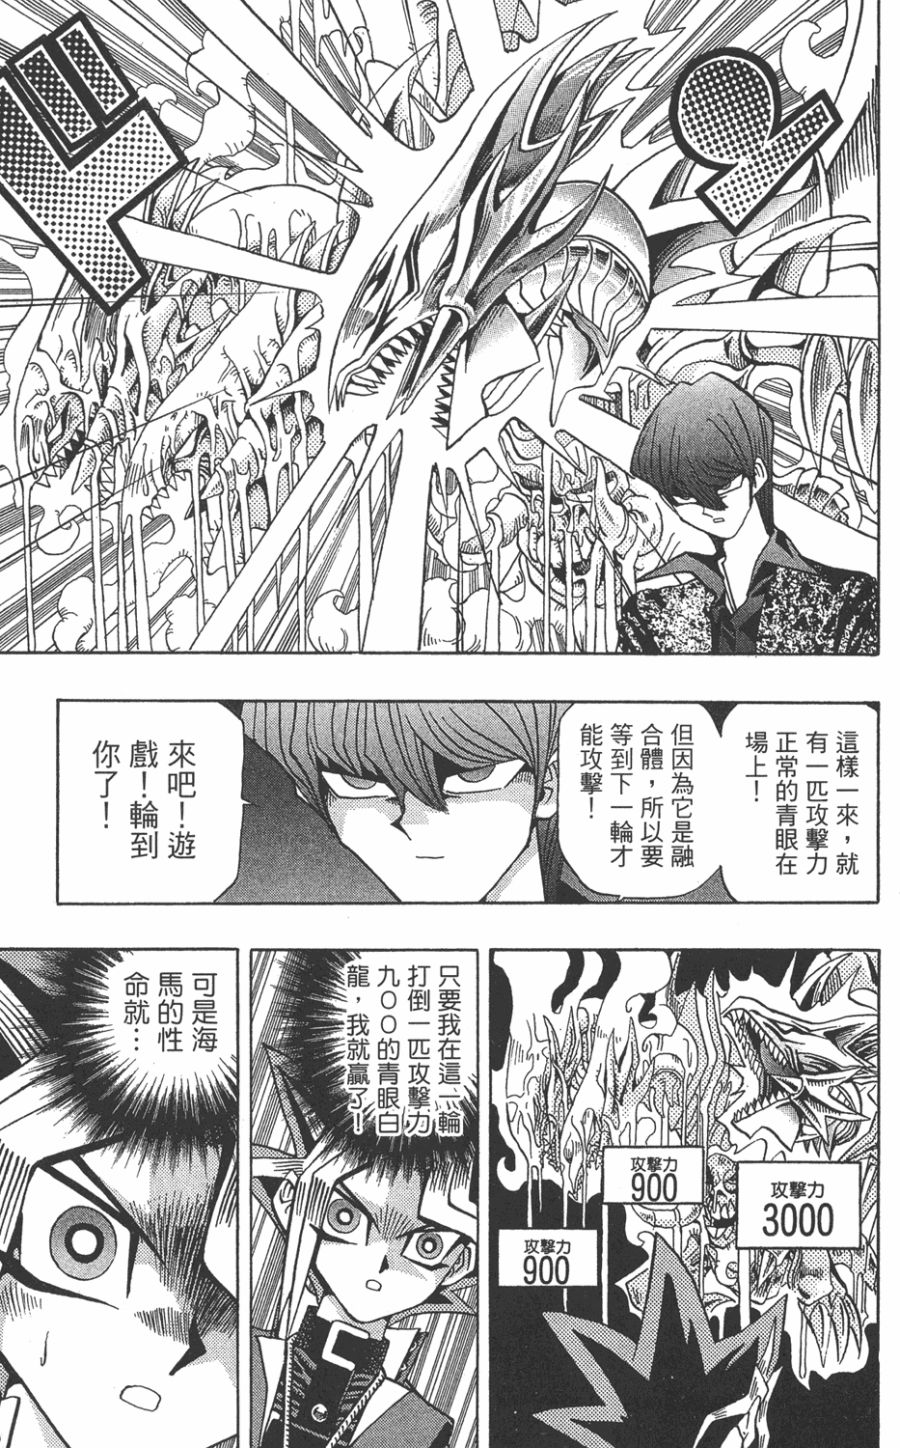 這樣一來，就
有一匹攻擊力
正常的青眼在
場上！
但因為它是融
合體，所以要
等到下一輪才
能攻擊！
來吧！遊
戲！輪到
你了！
攻擊力
3000
攻擊力
900
攻擊力
900
只要我在這一輪
打倒一匹攻擊力
九００的青眼白
龍，我就贏了！
可是海
馬的性
命就…